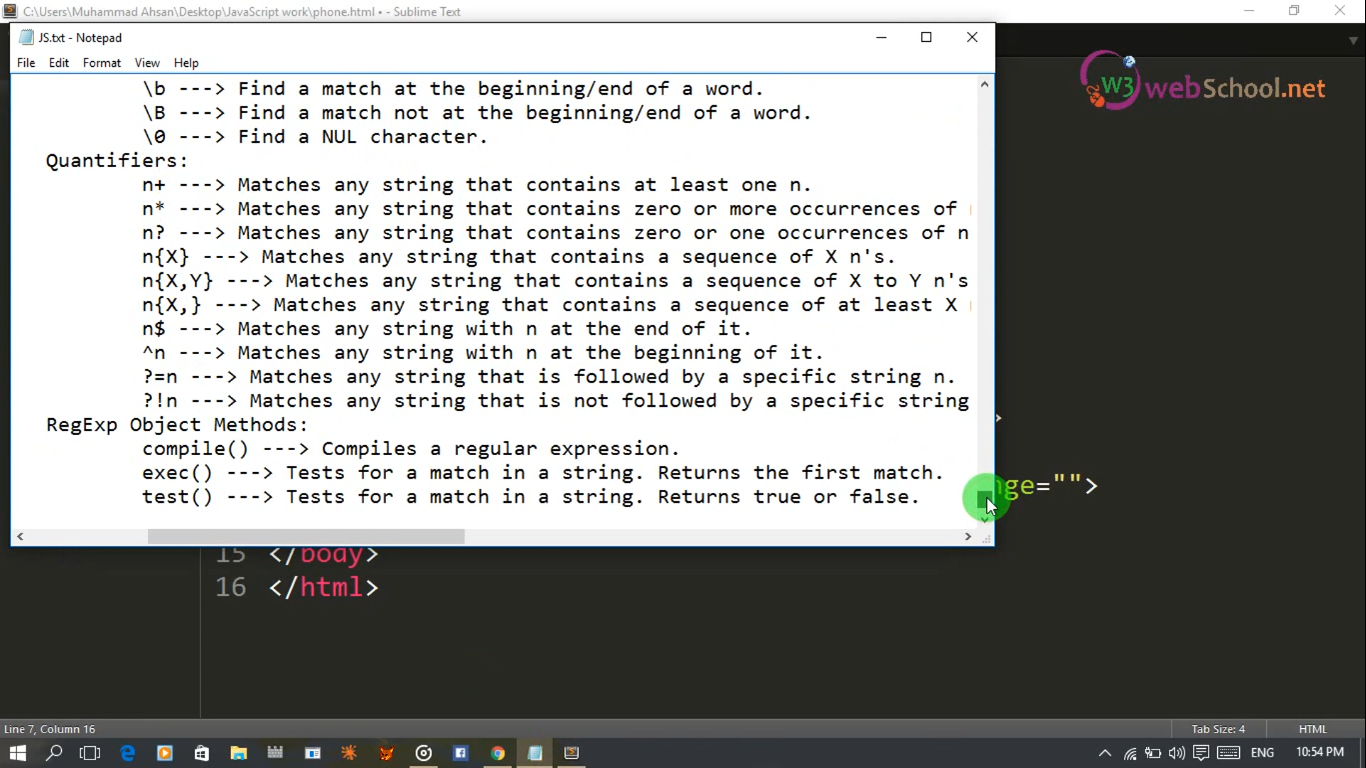 C:\Users\Muhammad Ahsan\Desktop\JavaScript work\phone.html • - Sublime Text
JS.txt - Notepad
File Edit Format View Help
W3webSchool.net
\b ---> Find a match at the beginning/end of a word.
\B ---> Find a match not at the beginning/end of a word.
\0 ---> Find a NUL character.
Quantifiers:
n+ ---> Matches any string that contains at least one n.
n* ---> Matches any string that contains zero or more occurrences of
n? ---> Matches any string that contains zero or one occurrences of n
n{X} ---> Matches any string that contains a sequence of X n's.
n{X,Y} ---> Matches any string that contains a sequence of X to Y n's
n{X,} ---> Matches any string that contains a sequence of at least X
n$ ---> Matches any string with n at the end of it.
^n ---> Matches any string with n at the beginning of it.
?=n ---> Matches any string that is followed by a specific string n.
?!n ---> Matches any string that is not followed by a specific string
RegExp Object Methods:
compile() ---> Compiles a regular expression.
exec() ---> Tests for a match in a string. Returns the first match.
test() ---> Tests for a match in a string. Returns true or false.
>
nge="">
15 </body>
16 </html>
Line 7, Column 16 Tab Size: 4 HTML
ENG 10:54 PM